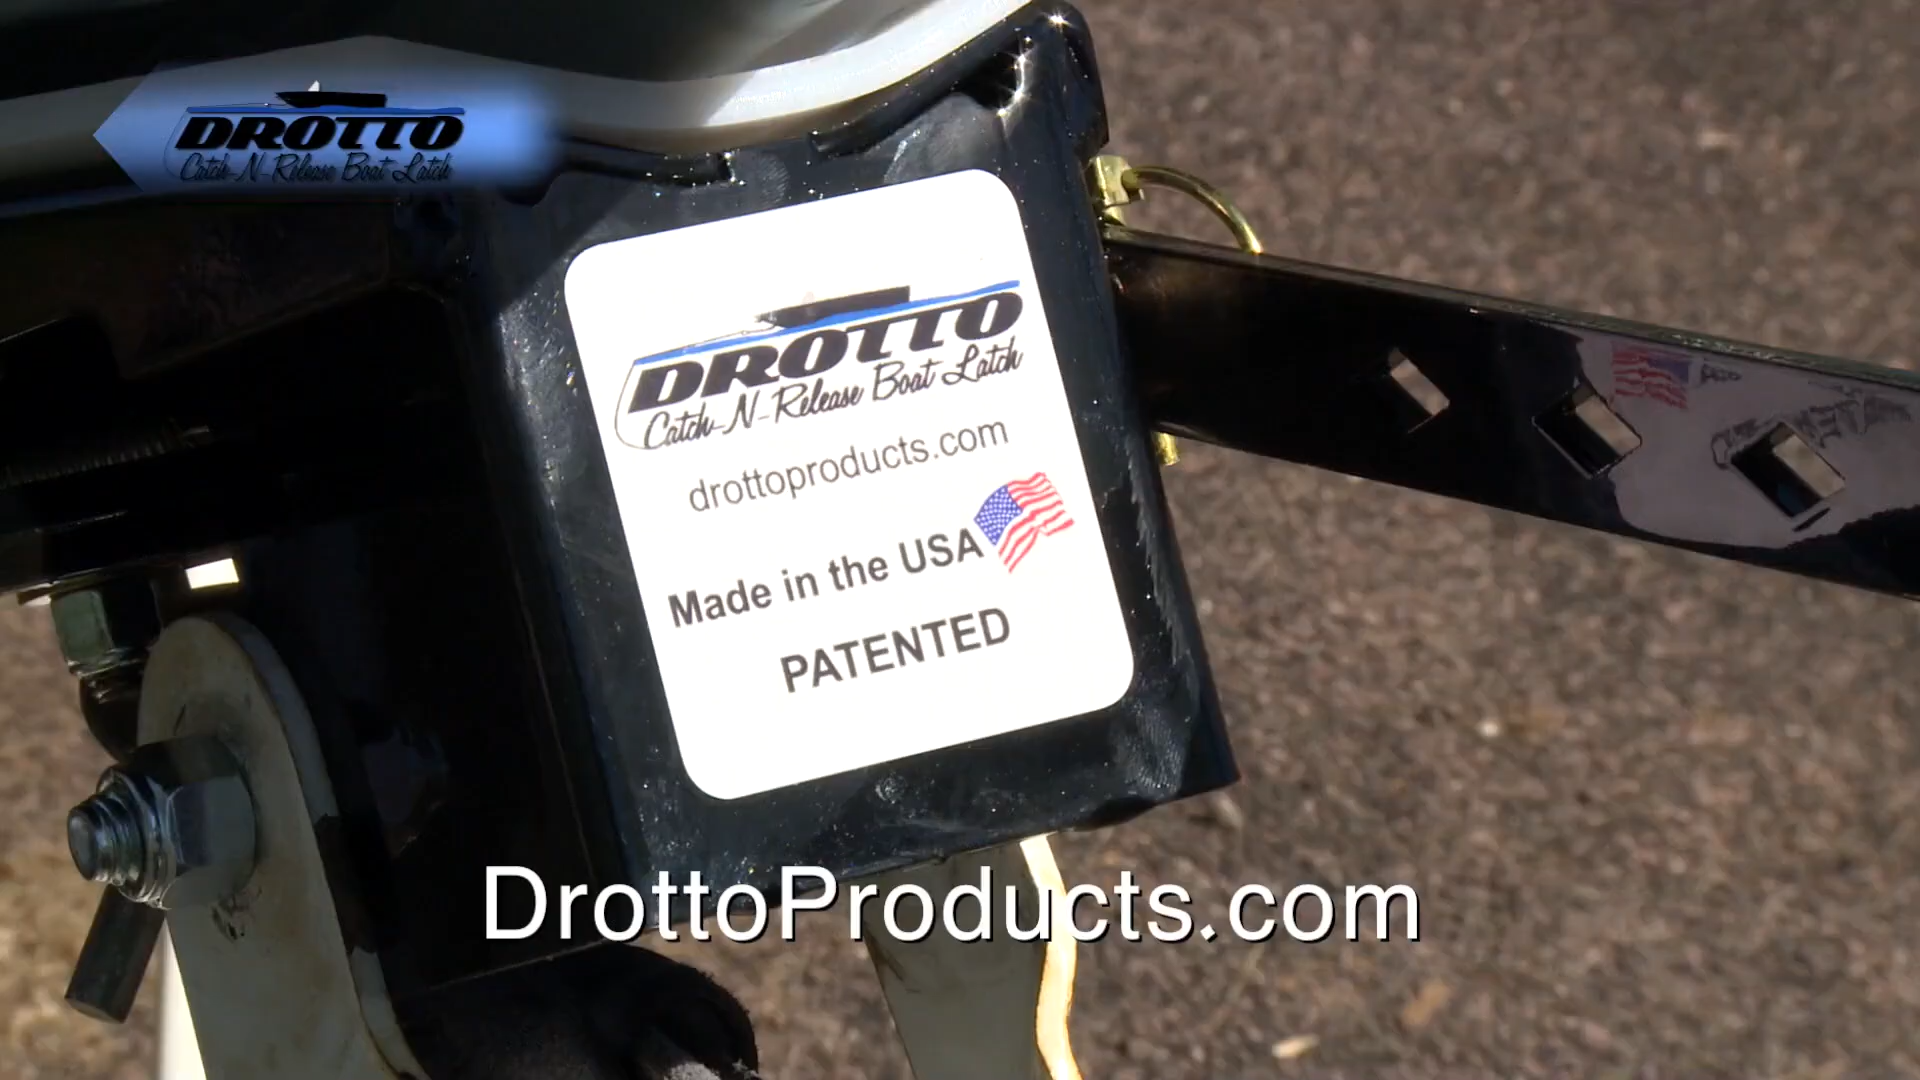 DROTTO
Catch-N-Release Boat Latch
DROTTO
Catch-N-Release Boat Latch
drottoproducts.com
Made in the USA
PATENTED
DrottoProducts.com